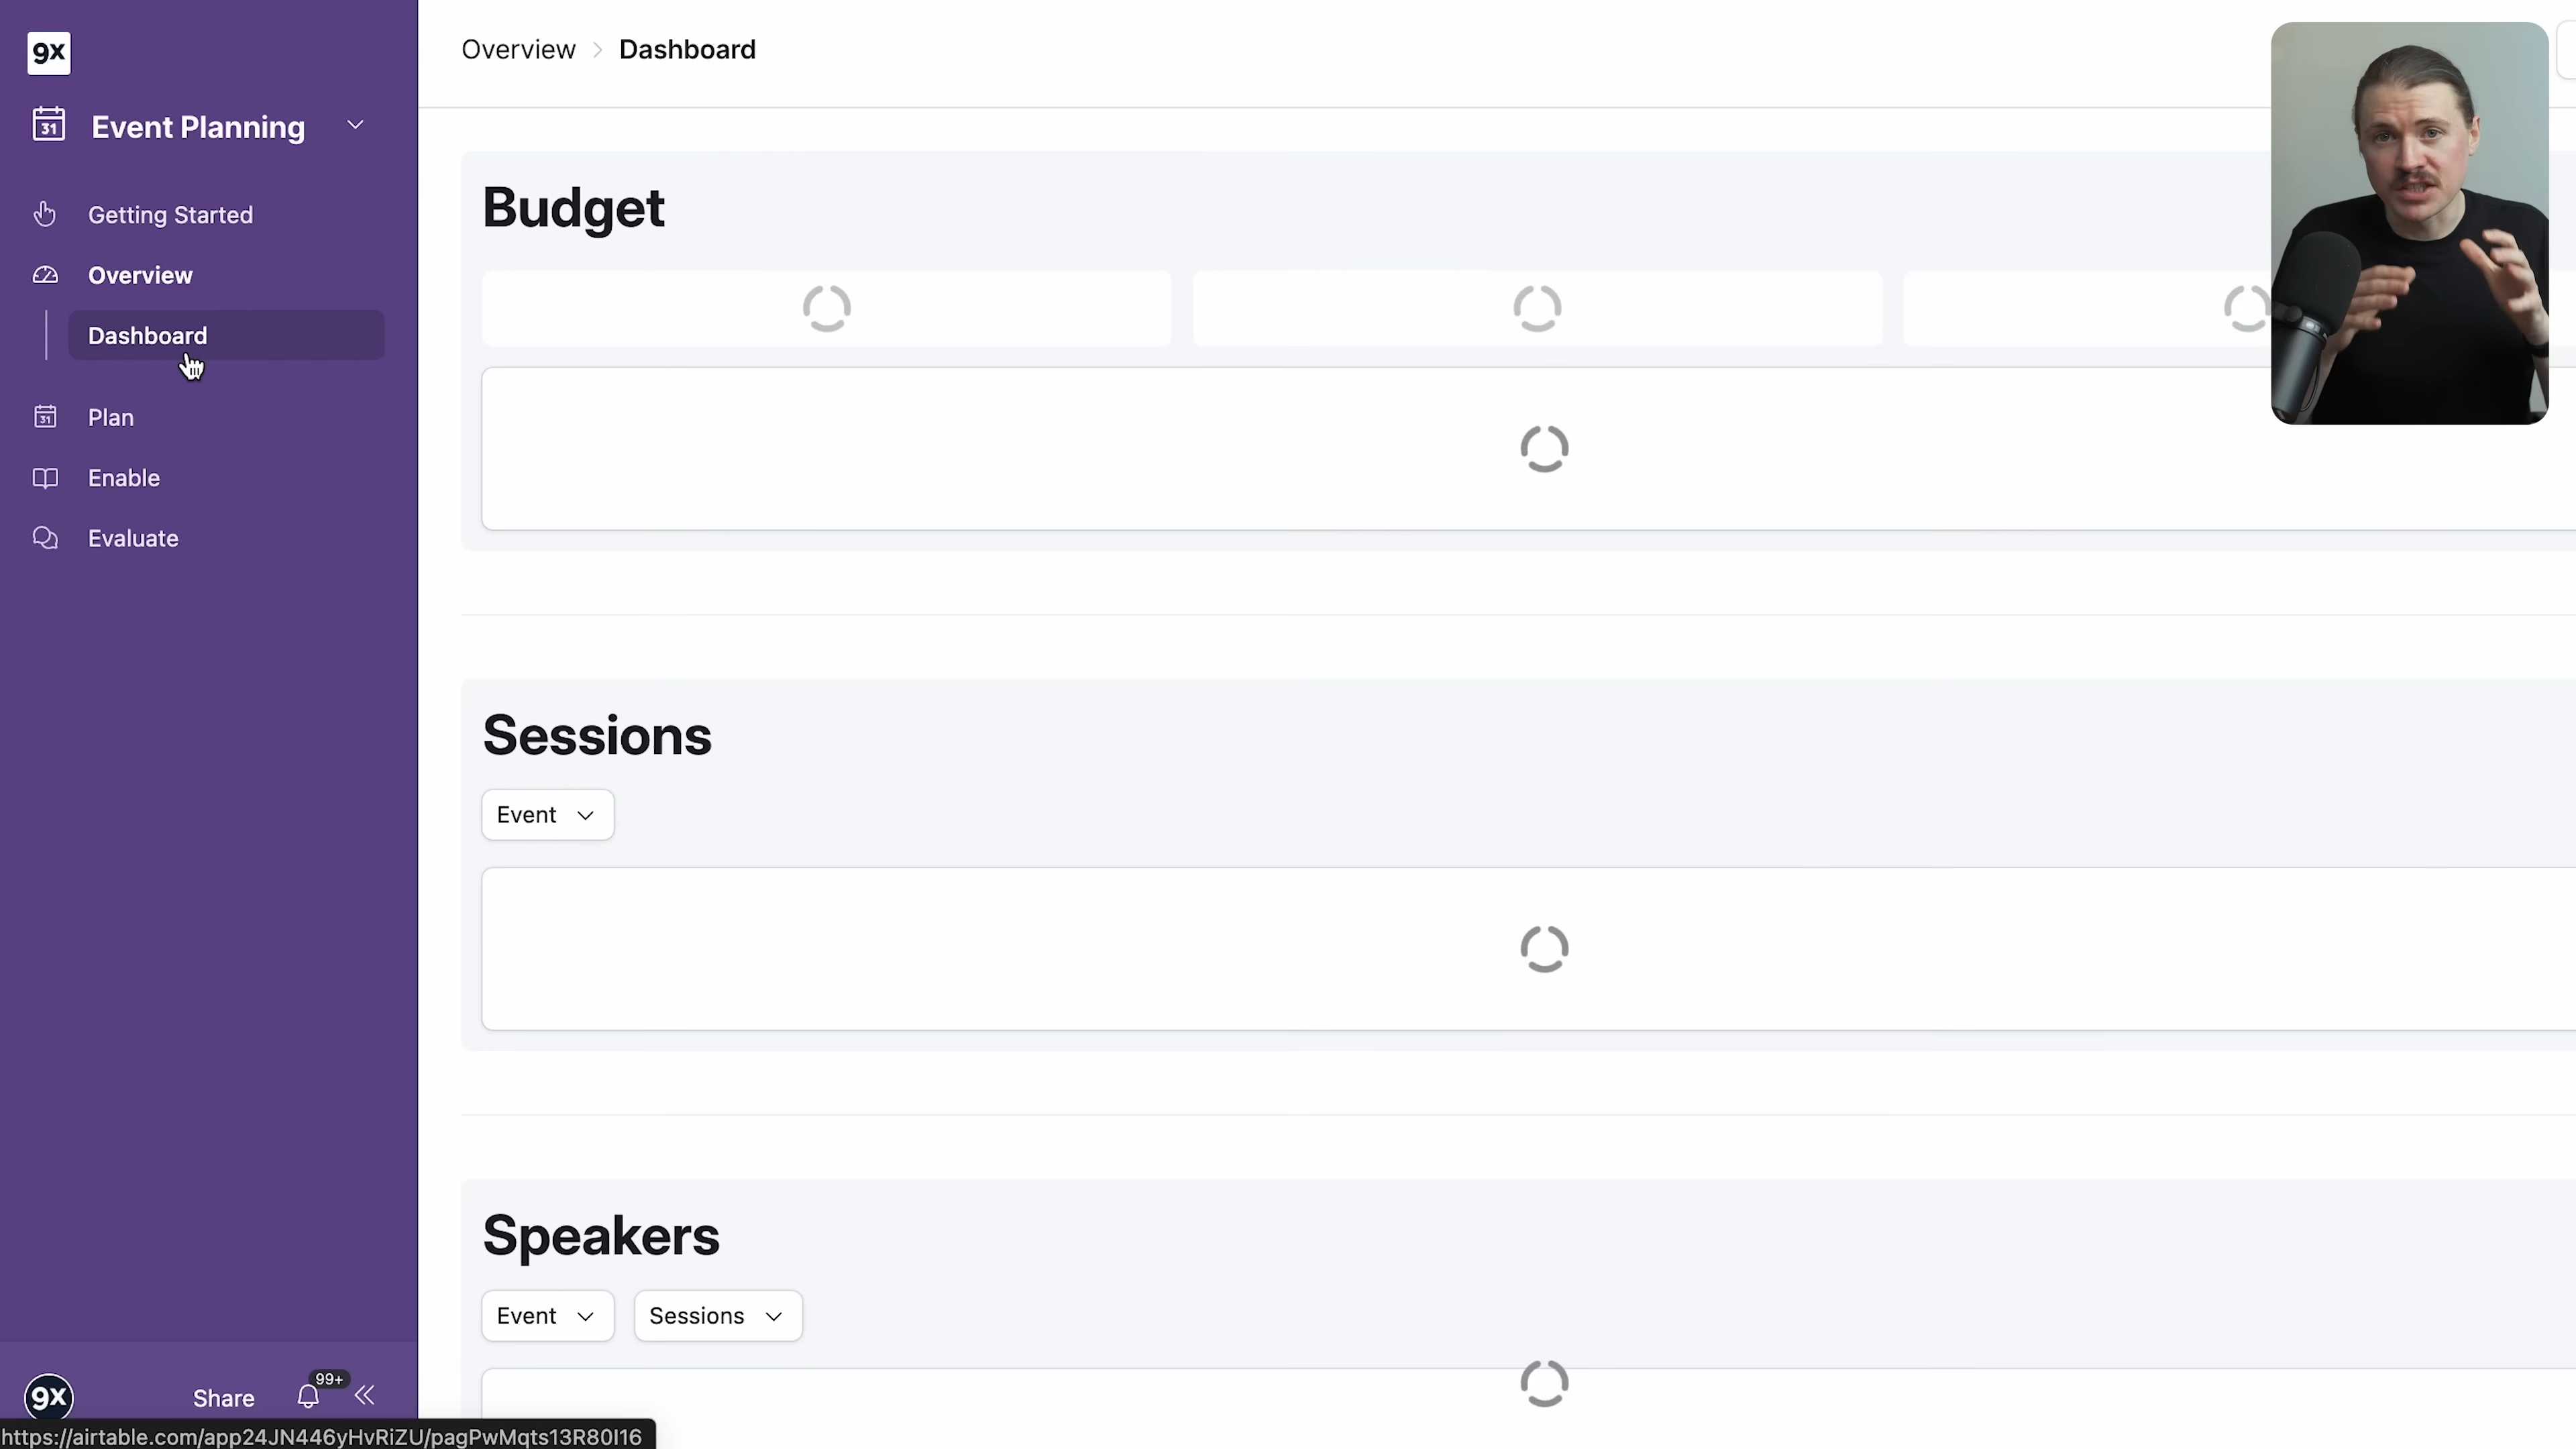 9x
Event Planning
Getting Started
Overview
Dashboard
Plan
Enable
Evaluate
Share
99+
9x
https://airtable.com/app24JN446yHvRiZU/pagPwMqts13R80I16
Overview > Dashboard
Budget
Sessions
Event
Speakers
Event Sessions